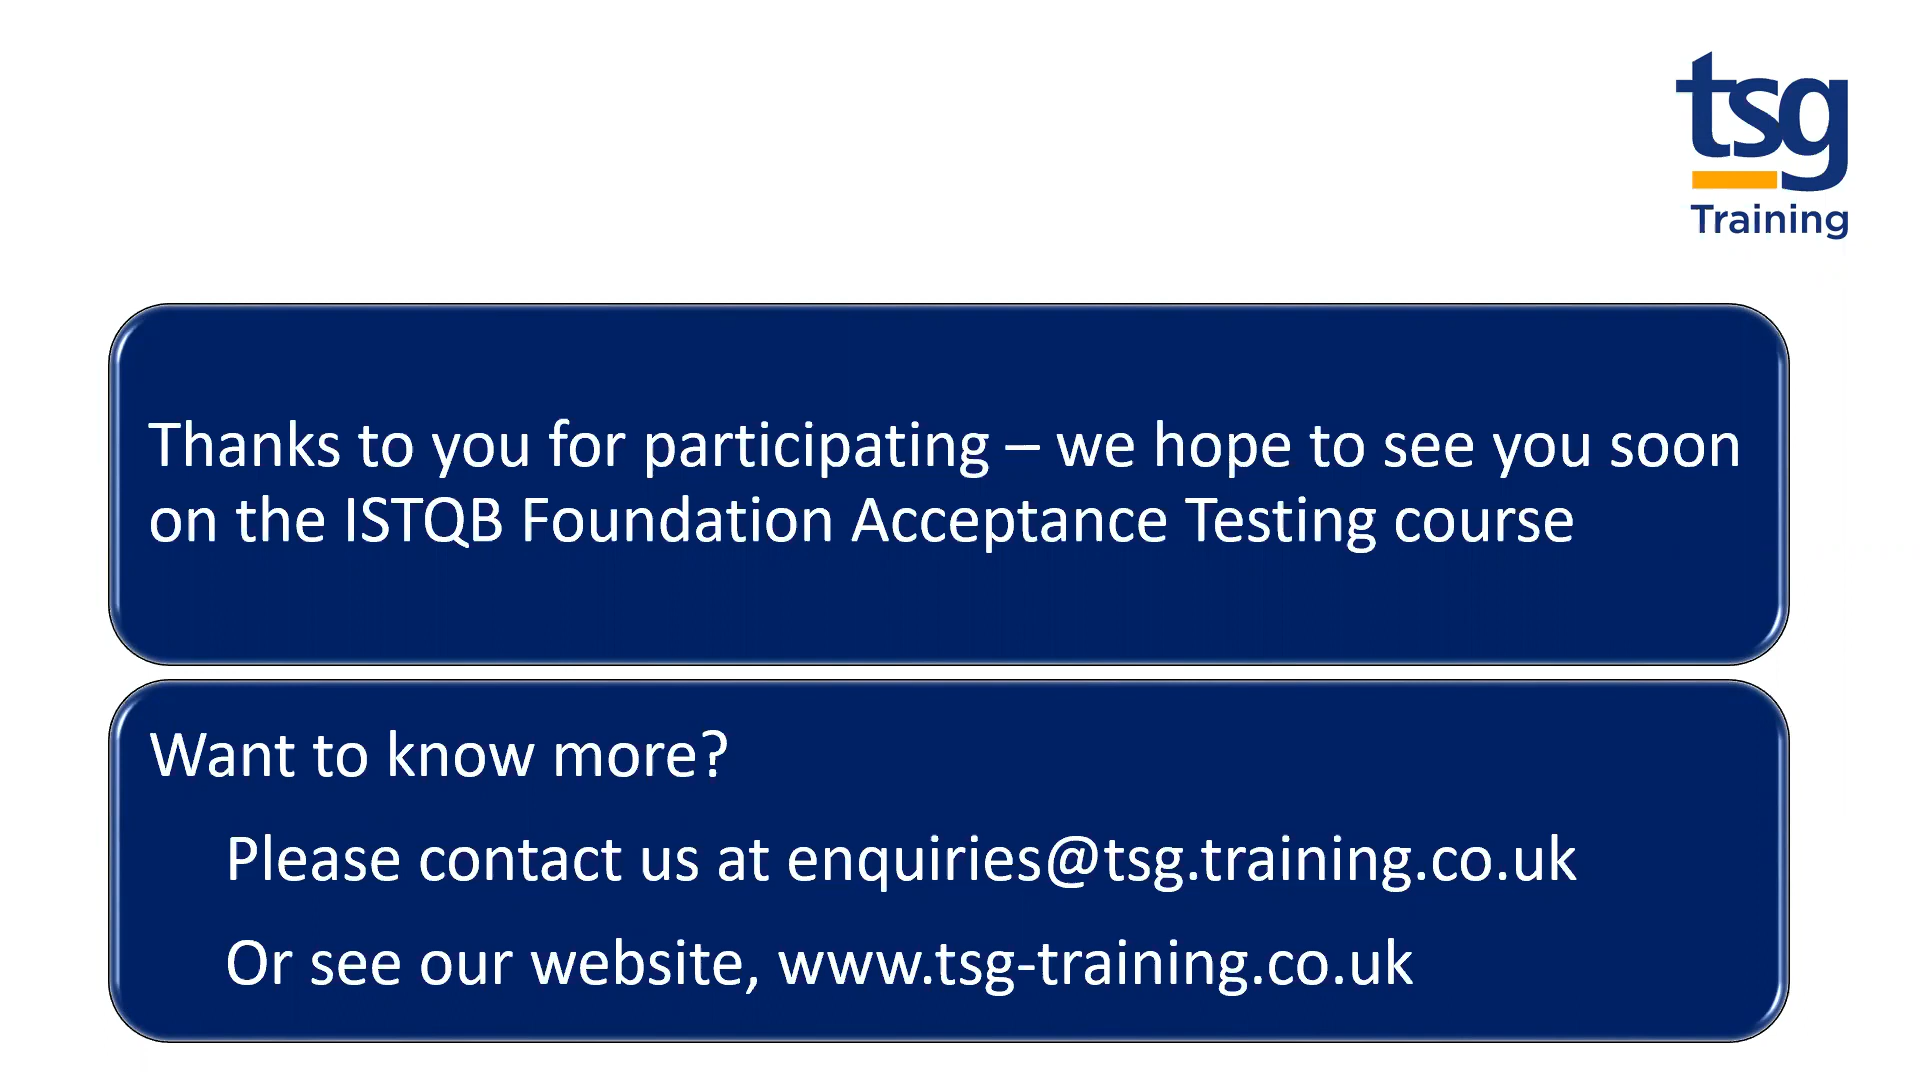 tsg
Training
Thanks to you for participating – we hope to see you soon
on the ISTQB Foundation Acceptance Testing course
Want to know more?
Please contact us at enquiries@tsg.training.co.uk
Or see our website, www.tsg-training.co.uk